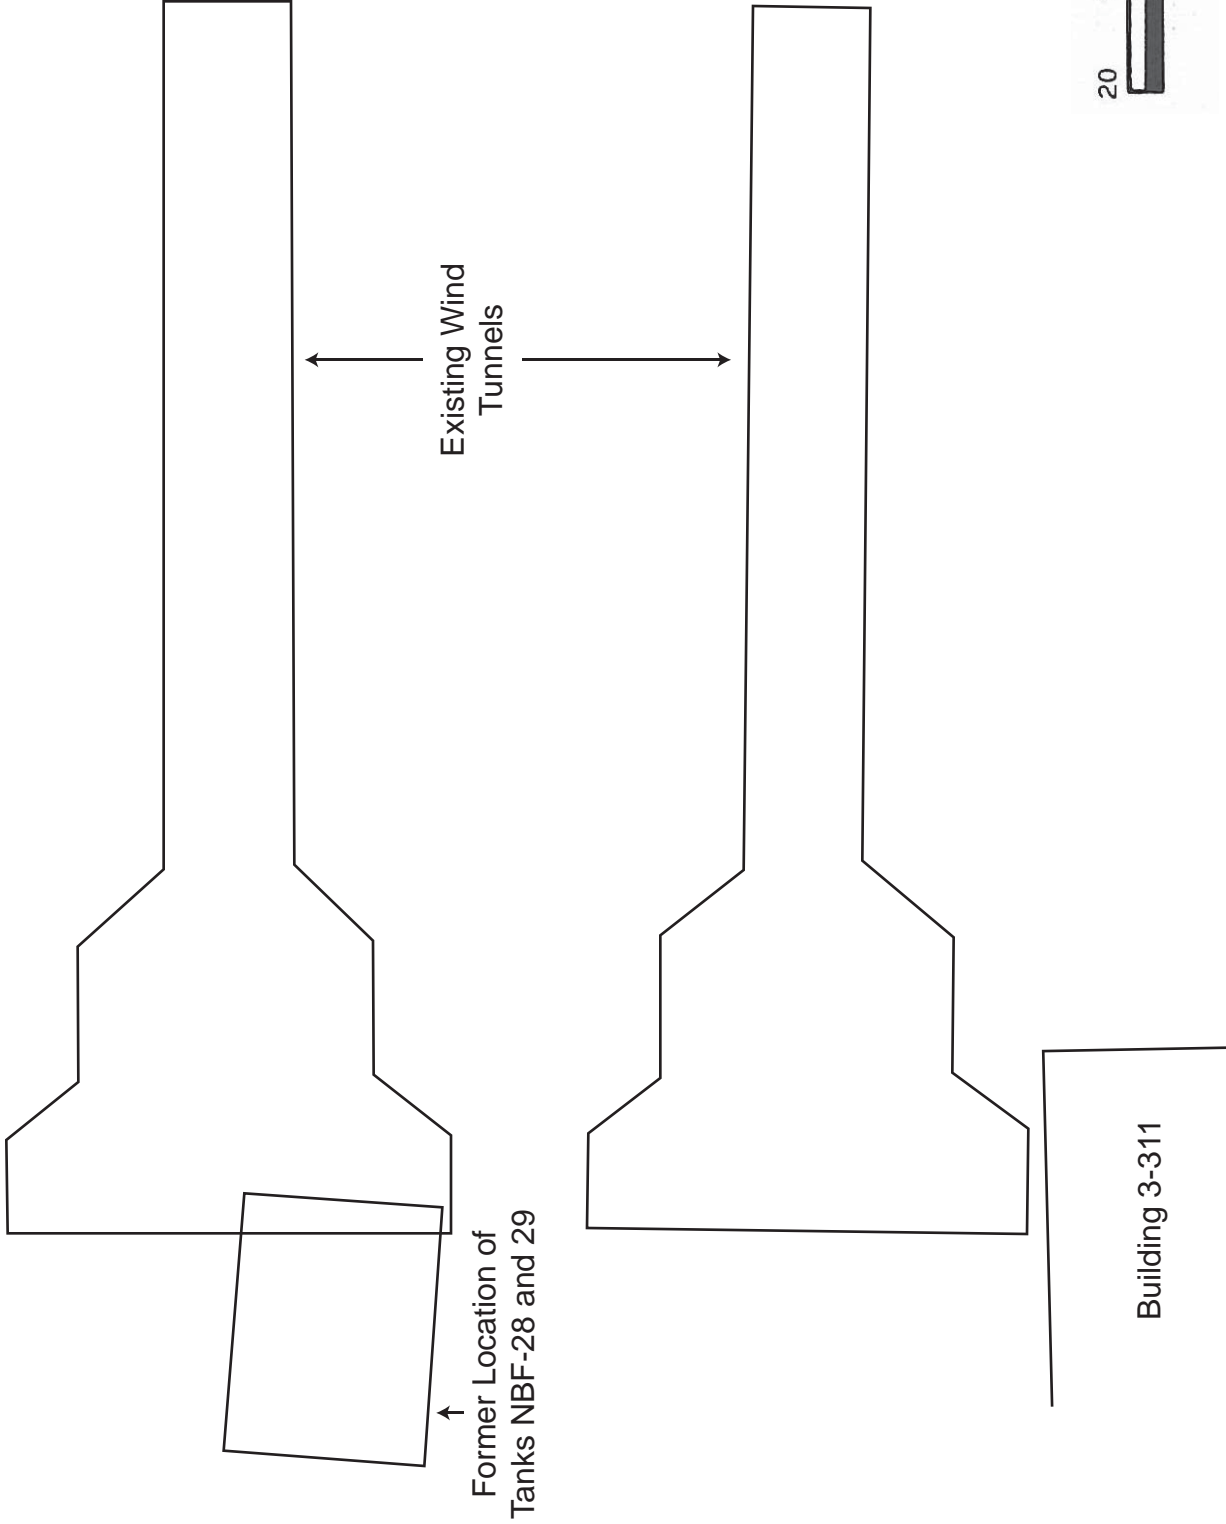 Existing Wind
Tunnels
Former Location of
Tanks NBF-28 and 29
Building 3-311
20